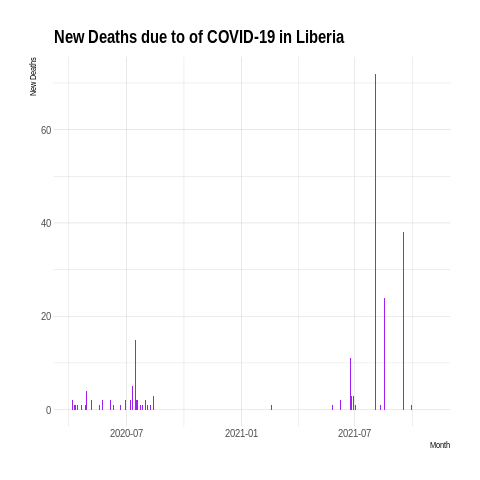 New Deaths due to of COVID-19 in Liberia
New Deaths
60
40
20
0
2020-07
2021-01
2021-07
Month